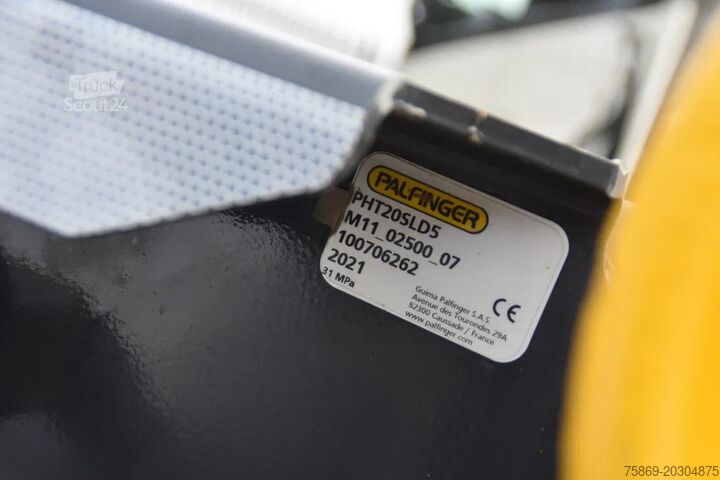 Truck
Scout24
PALFINGER
PHT20SLD5
M11_02500_07
100706262
2021
31 MPa
CE
Guima Palfinger S.A.S.
Avenue des Tourondes 29A
82300 Caussade / France
www.palfinger.com
75869-20304875